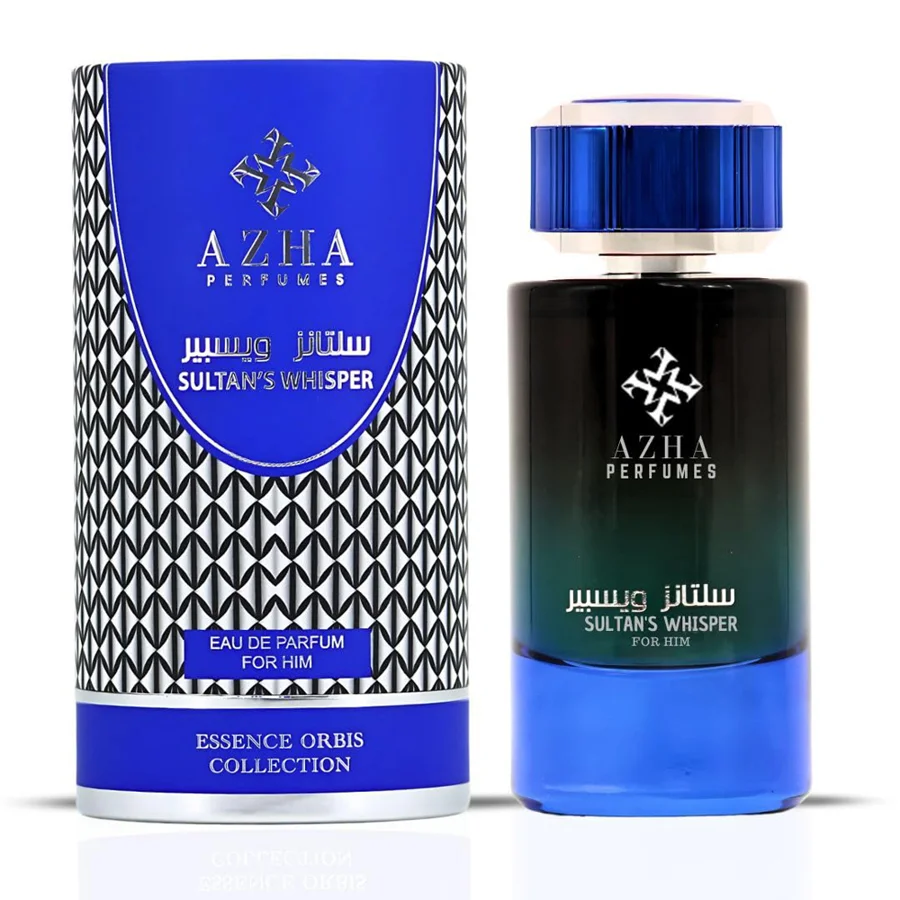 AZHA
PERFUMES
سلتانز ويسبير
SULTAN'S WHISPER
EAU DE PARFUM
FOR HIM
ESSENCE ORBIS
COLLECTION
AZHA
PERFUMES
سلتانز ويسبير
SULTAN'S WHISPER
FOR HIM